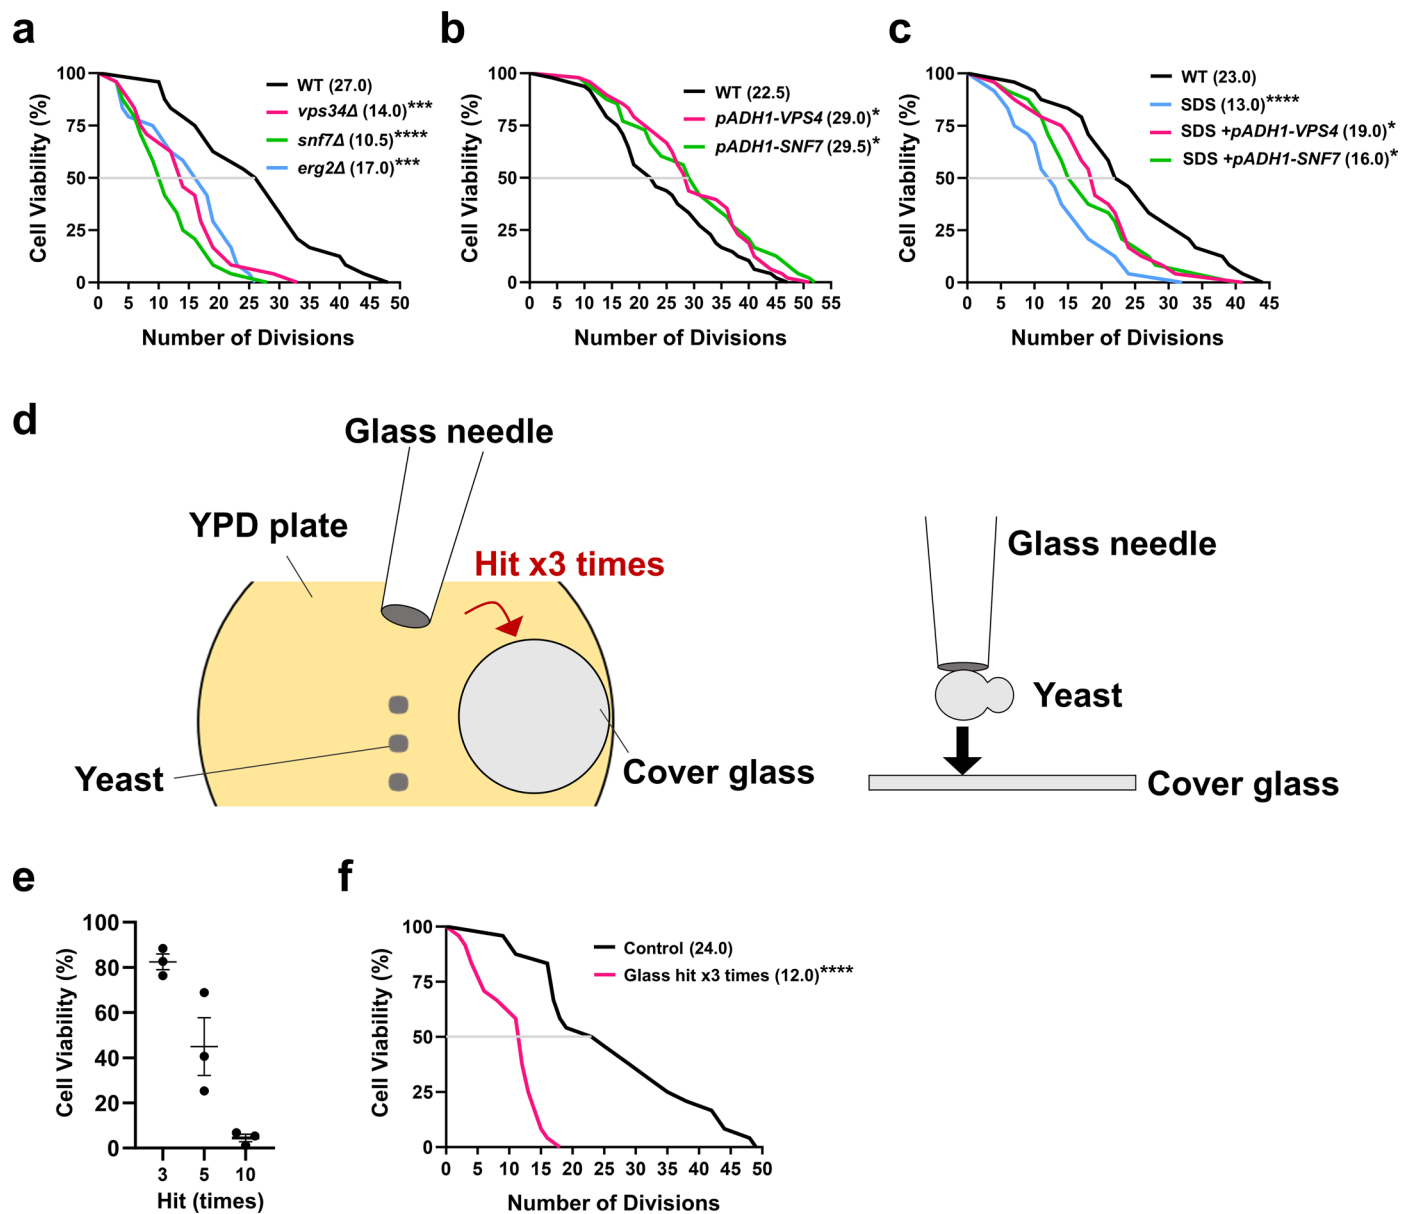 a
Cell Viability (%)
100
75
50
25
0
0 5 10 15 20 25 30 35 40 45 50
Number of Divisions
WT (27.0)
vps34Δ (14.0)***
snf7Δ (10.5)****
erg2Δ (17.0)***
b
Cell Viability (%)
100
75
50
25
0
0 5 10 15 20 25 30 35 40 45 50 55
Number of Divisions
WT (22.5)
pADH1-VPS4 (29.0)*
pADH1-SNF7 (29.5)*
c
Cell Viability (%)
100
75
50
25
0
0 5 10 15 20 25 30 35 40 45
Number of Divisions
WT (23.0)
SDS (13.0)****
SDS +pADH1-VPS4 (19.0)*
SDS +pADH1-SNF7 (16.0)*
d
Glass needle
YPD plate
Hit x3 times
Yeast
Cover glass
Glass needle
Yeast
Cover glass
e
Cell Viability (%)
100
80
60
40
20
0
3 5 10
Hit (times)
f
Cell Viability (%)
100
75
50
25
0
0 5 10 15 20 25 30 35 40 45 50
Number of Divisions
Control (24.0)
Glass hit x3 times (12.0)****